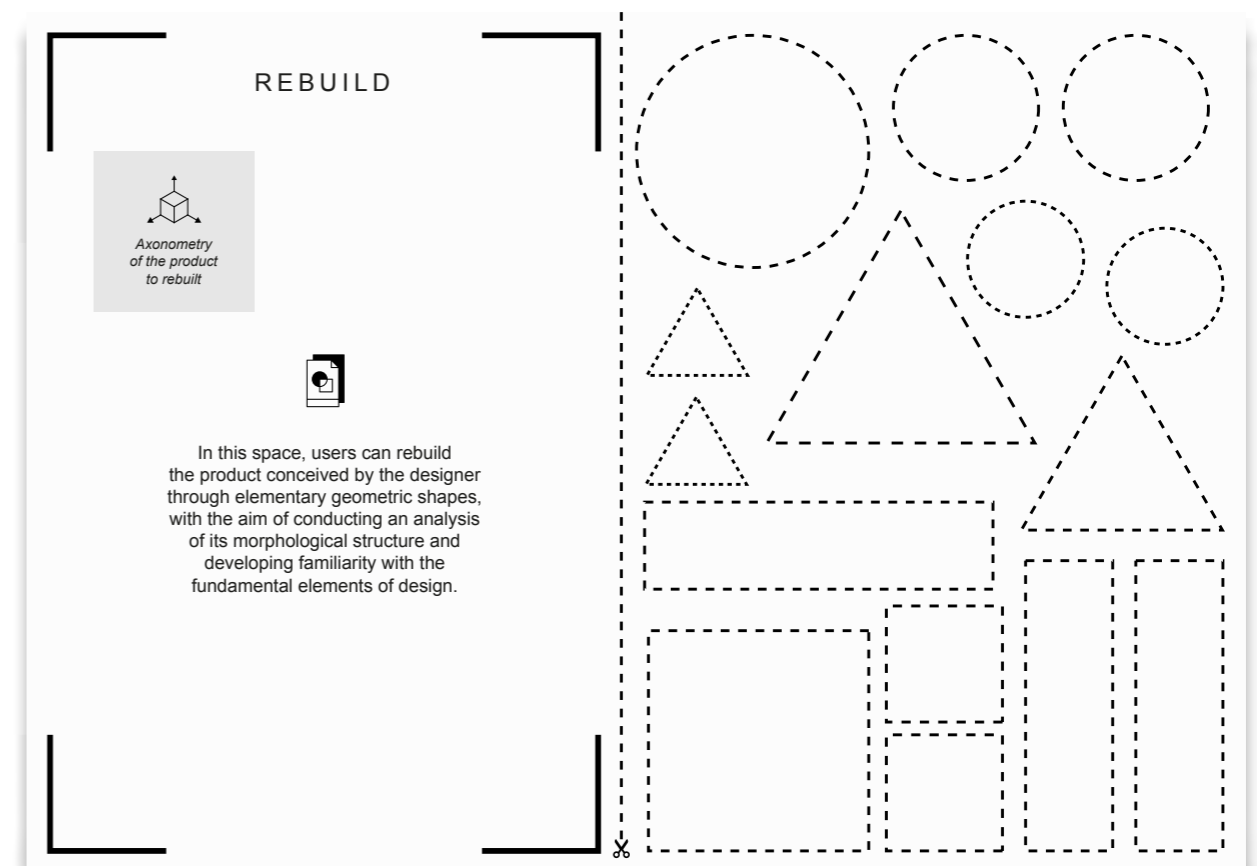 REBUILD
Axonometry
of the product
to rebuilt
In this space, users can rebuild
the product conceived by the designer
through elementary geometric shapes,
with the aim of conducting an analysis
of its morphological structure and
developing familiarity with the
fundamental elements of design.